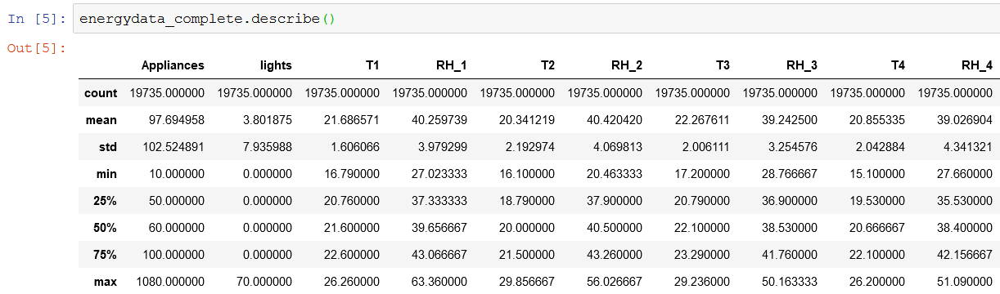 In [5]: energydata_complete.describe()
Out[5]:
Appliances lights T1 RH_1 T2 RH_2 T3 RH_3 T4 RH_4
count 19735.000000 19735.000000 19735.000000 19735.000000 19735.000000 19735.000000 19735.000000 19735.000000 19735.000000 19735.000000
mean 97.694958 3.801875 21.686571 40.259739 20.341219 40.420420 22.267611 39.242500 20.855335 39.026904
std 102.524891 7.935988 1.606066 3.979299 2.192974 4.069813 2.006111 3.254576 2.042884 4.341321
min 10.000000 0.000000 16.790000 27.023333 16.100000 20.463333 17.200000 28.766667 15.100000 27.660000
25% 50.000000 0.000000 20.760000 37.333333 18.790000 37.900000 20.790000 36.900000 19.530000 35.530000
50% 60.000000 0.000000 21.600000 39.656667 20.000000 40.500000 22.100000 38.530000 20.666667 38.400000
75% 100.000000 0.000000 22.600000 43.066667 21.500000 43.260000 23.290000 41.760000 22.100000 42.156667
max 1080.000000 70.000000 26.260000 63.360000 29.856667 56.026667 29.236000 50.163333 26.200000 51.090000